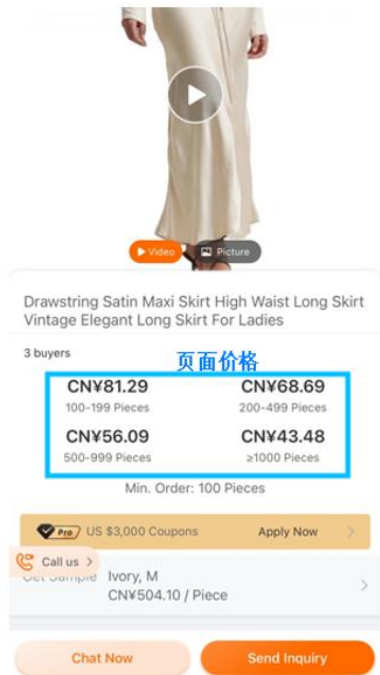 Video
Picture
Drawstring Satin Maxi Skirt High Waist Long Skirt
Vintage Elegant Long Skirt For Ladies
3 buyers
页面价格
CN¥81.29 CN¥68.69
100-199 Pieces 200-499 Pieces
CN¥56.09 CN¥43.48
500-999 Pieces ≥1000 Pieces
Min. Order: 100 Pieces
Pro US $3,000 Coupons Apply Now
Call us
Get Sample Ivory, M
CN¥504.10 / Piece
Chat Now Send Inquiry